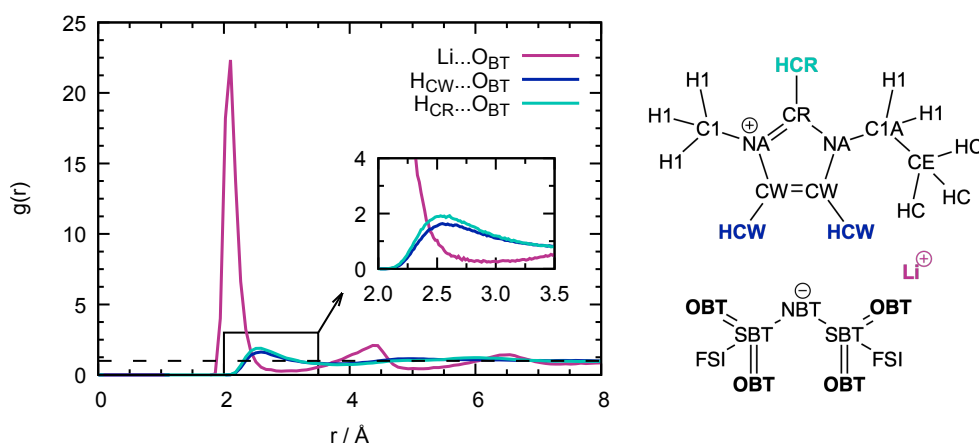 g(r)
25
20
15
10
5
0
0 2 4 6 8
r / Å
Li...OBT
HCW...OBT
HCR...OBT
4
3
2
1
0
2.0 2.5 3.0 3.5
HCR
H1 H1
H1 C1 CR C1A H1
⊕
NA NA
H1 CE HC
CW CW
HC HC
HCW HCW
Li⊕
OBT NBT⊖ OBT
SBT SBT
FSI FSI
OBT OBT